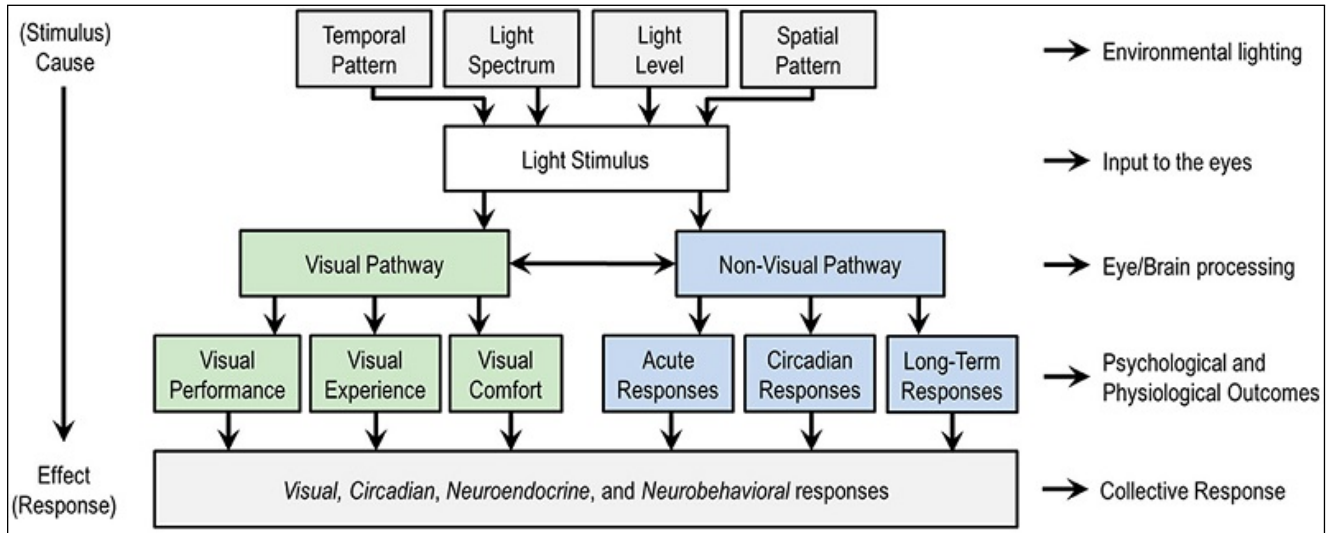 (Stimulus)
Cause
Temporal
Pattern
Light
Spectrum
Light
Level
Spatial
Pattern
Environmental lighting
Light Stimulus
Input to the eyes
Visual Pathway
Non-Visual Pathway
Eye/Brain processing
Visual
Performance
Visual
Experience
Visual
Comfort
Acute
Responses
Circadian
Responses
Long-Term
Responses
Psychological and
Physiological Outcomes
Effect
(Response)
Visual, Circadian, Neuroendocrine, and Neurobehavioral responses
Collective Response